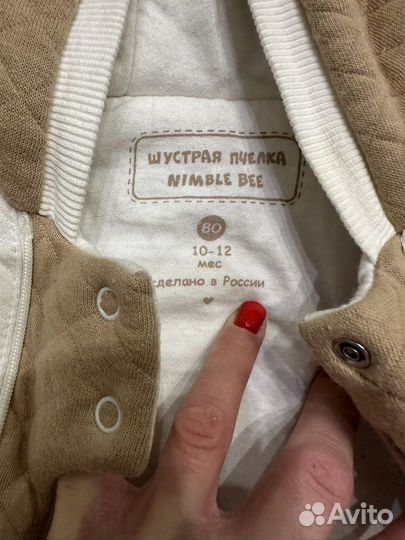 ШУСТРАЯ ПЧЕЛКА
NIMBLE BEE
80
10-12
мес
сделано в России
Avito